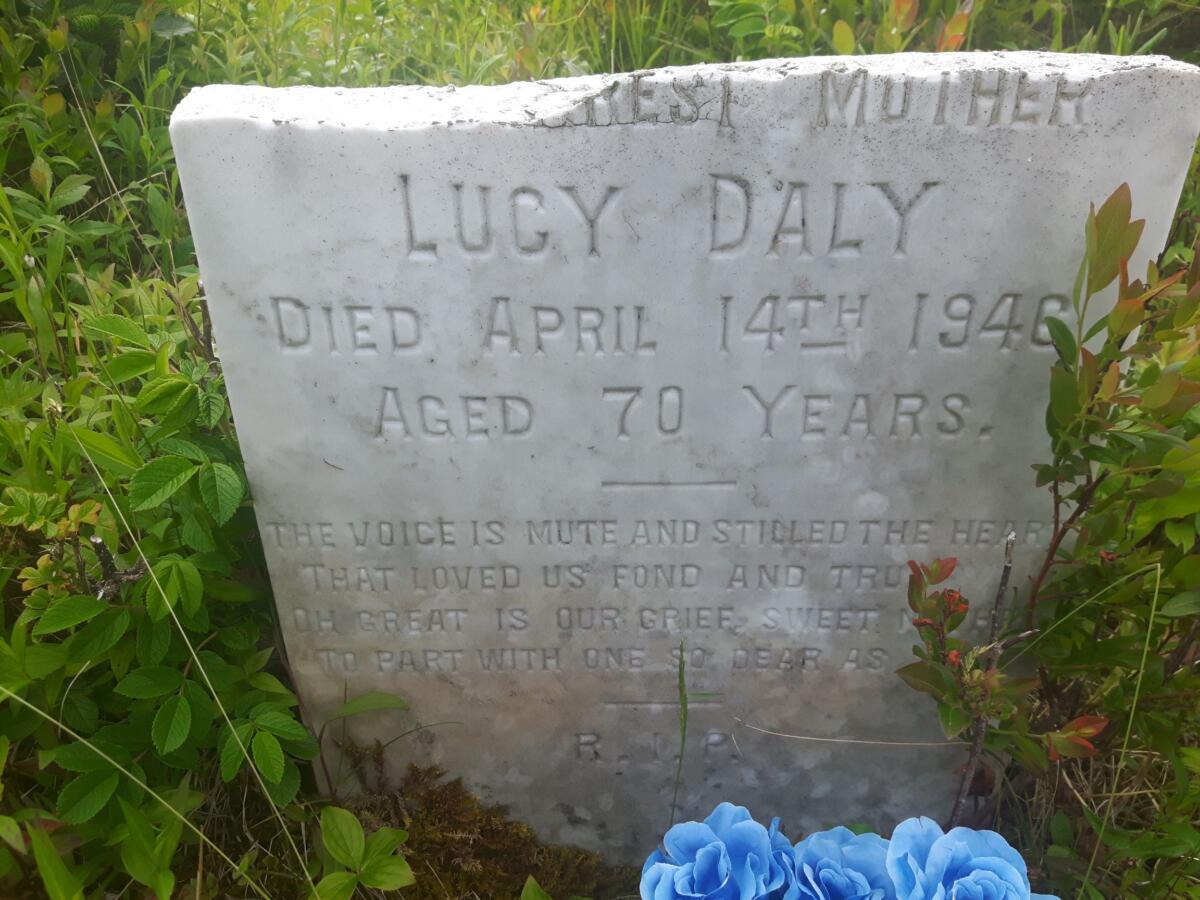 REST MOTHER
LUCY DALY
DIED APRIL 14TH 1946
AGED 70 YEARS.
THE VOICE IS MUTE AND STILLED THE HEART
THAT LOVED US FOND AND TRUE
OH GREAT IS OUR GRIEF, SWEET
TO PART WITH ONE SO DEAR AS
R.I.P.